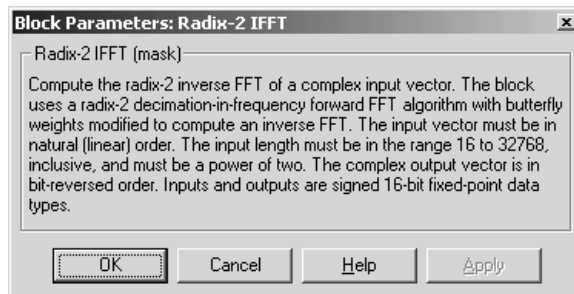 Block Parameters: Radix-2 IFFT
Radix-2 IFFT (mask)
Compute the radix-2 inverse FFT of a complex input vector. The block
uses a radix-2 decimation-in-frequency forward FFT algorithm with butterfly
weights modified to compute an inverse FFT. The input vector must be in
natural (linear) order. The input length must be in the range 16 to 32768,
inclusive, and must be a power of two. The complex output vector is in
bit-reversed order. Inputs and outputs are signed 16-bit fixed-point data
types.
OK Cancel Help Apply